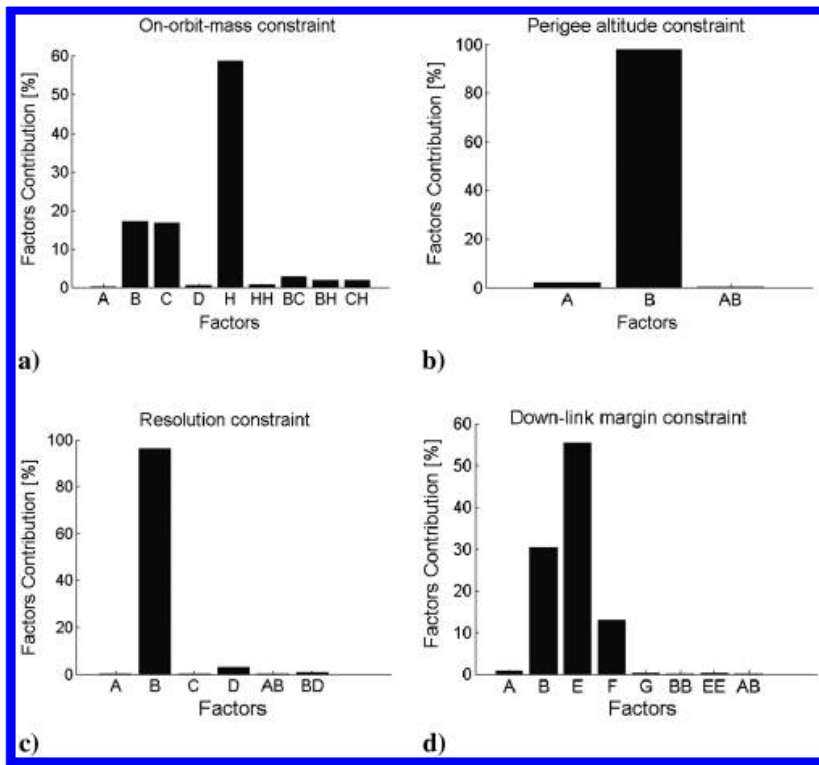 On-orbit-mass constraint
Factors Contribution [%]
60
50
40
30
20
10
0
A B C D H HH BC BH CH
Factors
a)
Perigee altitude constraint
Factors Contribution [%]
100
80
60
40
20
0
A B AB
Factors
b)
Resolution constraint
Factors Contribution [%]
100
80
60
40
20
0
A B C D AB BD
Factors
c)
Down-link margin constraint
Factors Contribution [%]
60
50
40
30
20
10
0
A B E F G BB EE AB
Factors
d)